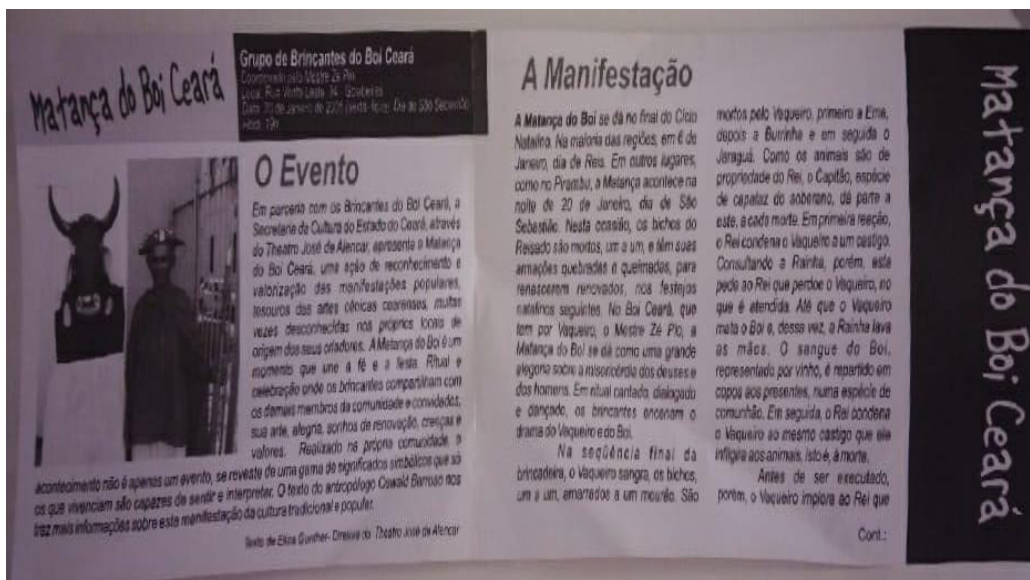 Matança do Boi Ceará
Grupo de Brincantes do Boi Ceará
Coordenado pelo Mestre Zé Pio
Local: Rua Vento Leste
Data: 20 de janeiro de Dia de São Sebastião
Hora: 19h
O Evento
Em parceria com os Brincantes do Boi Ceará, a
Secretaria da Cultura do Estado do Ceará, através
do Theatro José de Alencar, apresenta a Matança
do Boi Ceará, uma ação de reconhecimento e
valorização das manifestações populares,
tesouros das artes cênicas cearenses, muitas
vezes desconhecidas nos próprios locais de
origem dos seus criadores. A Matança do Boi é um
momento que une a fé e a festa. Ritual e
celebração onde os brincantes compartilham com
os demais membros da comunidade e convidados,
sua arte, alegria, sonhos de renovação, crenças e
valores. Realizado na própria comunidade, o
acontecimento não é apenas um evento, se reveste de uma gama de significados simbólicos que só
os que vivenciam são capazes de sentir e interpretar. O texto do antropólogo Oswald Barroso nos
traz mais informações sobre esta manifestação da cultura tradicional e popular.
Texto de Eliza Gunther- Diretora do Theatro José de Alencar
A Manifestação
A Matança do Boi se dá no final do Ciclo
Natalino. Na maioria das regiões, em 6 de
Janeiro, dia de Reis. Em outros lugares,
como no Pirambu, a Matança acontece na
noite de 20 de Janeiro, dia de São
Sebastião. Nesta ocasião, os bichos do
Reisado são mortos, um a um, e têm suas
armações quebradas e queimadas, para
renascerem renovados, nos festejos
natalinos seguintes. No Boi Ceará, que
tem por Vaqueiro, o Mestre Zé Pio, a
Matança do Boi se dá como uma grande
alegoria sobre a misericórdia dos deuses e
dos homens. Em ritual cantado, dialogado
e dançado, os brincantes encenam o
drama do Vaqueiro e do Boi.
Na seqüência final da
brincadeira, o Vaqueiro sangra, os bichos,
um a um, amarrados a um mourão. São
mortos pelo Vaqueiro, primeiro a Ema,
depois a Burrinha e em seguida o
Jaraguá. Como os animais são de
propriedade do Rei, o Capitão, espécie
de capataz do soberano, dá parte a
este, a cada morte. Em primeira reação,
o Rei condena o Vaqueiro a um castigo.
Consultando a Rainha, porém, esta
pede ao Rei que perdoe o Vaqueiro, no
que é atendida. Até que o Vaqueiro
mata o Boi e, dessa vez, a Rainha lava
as mãos. O sangue do Boi,
representado por vinho, é repartido em
copos aos presentes, numa espécie de
comunhão. Em seguida, o Rei condena
o Vaqueiro ao mesmo castigo que ele
infligira aos animais, isto é, à morte.
Antes de ser executado,
porém, o Vaqueiro implora ao Rei que
Cont.:
Matança do Boi Ceará